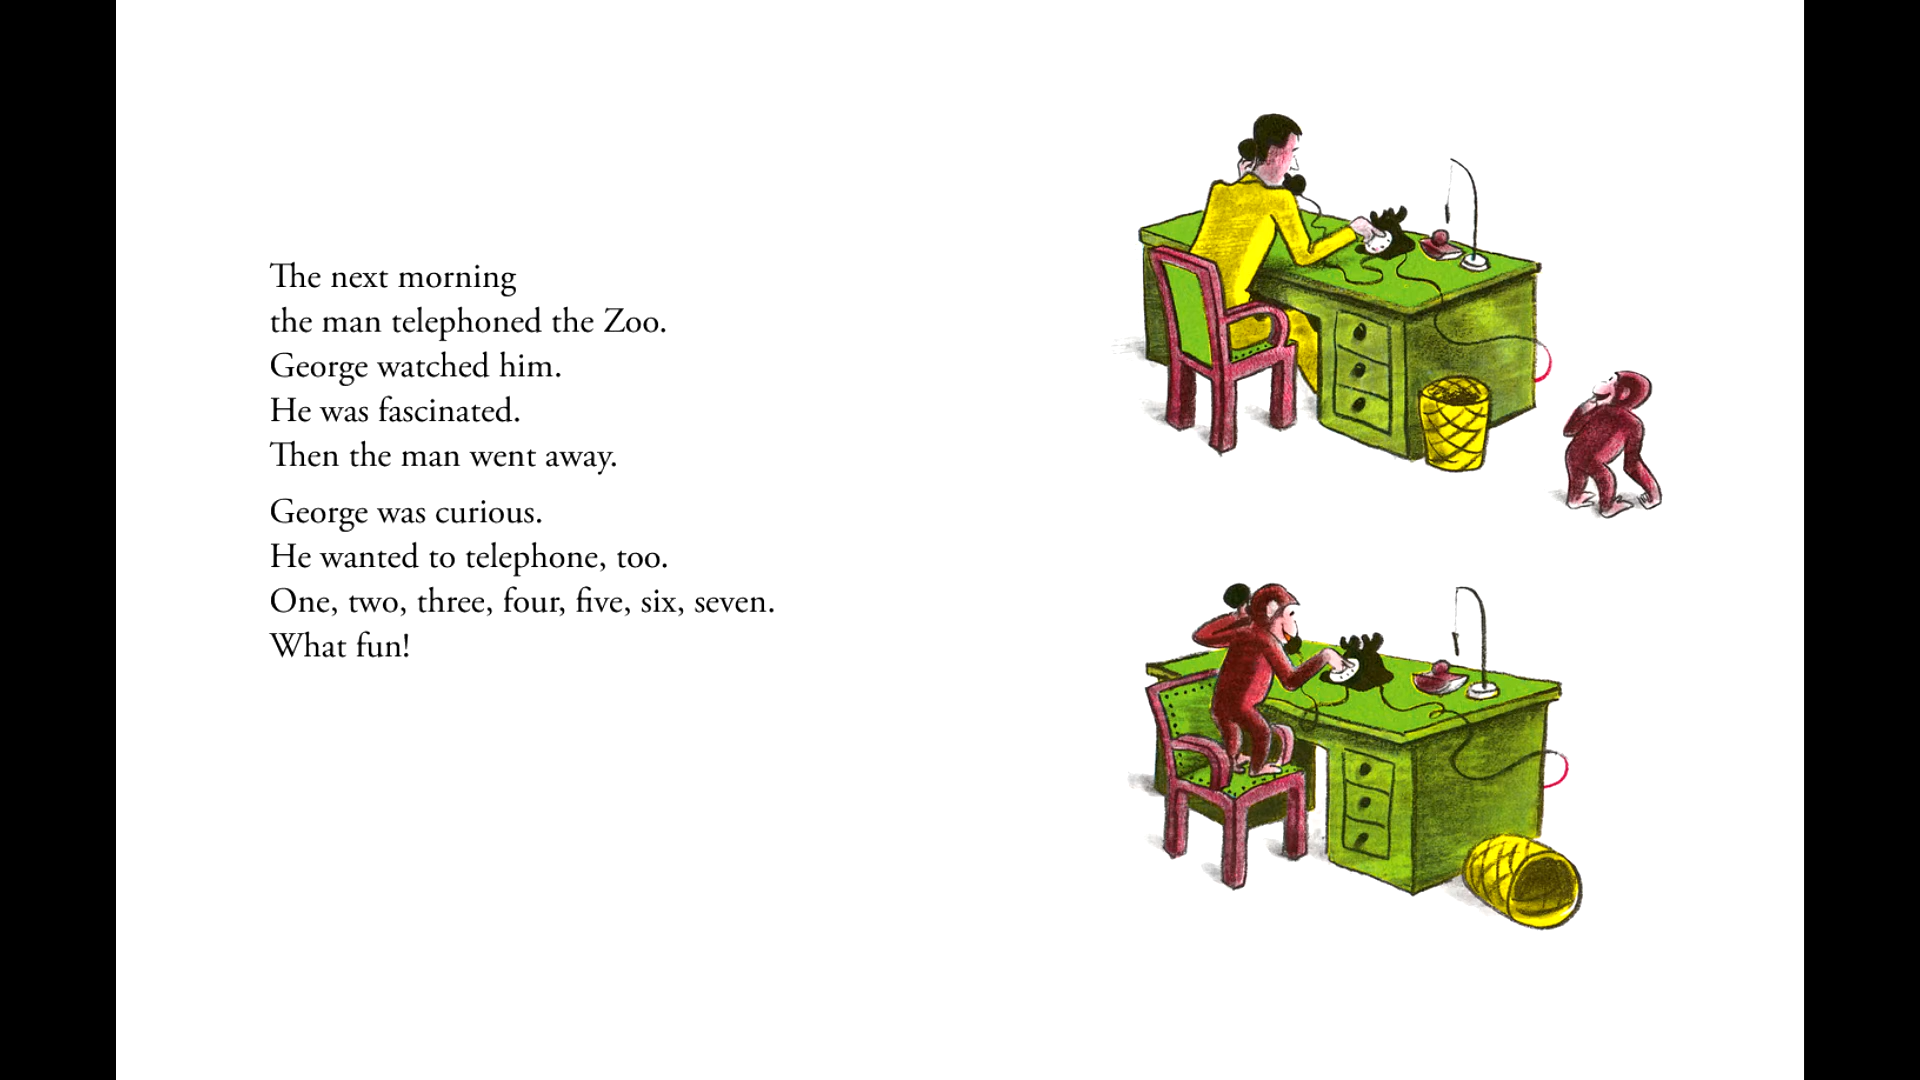 The next morning
the man telephoned the Zoo.
George watched him.
He was fascinated.
Then the man went away.
George was curious.
He wanted to telephone, too.
One, two, three, four, five, six, seven.
What fun!